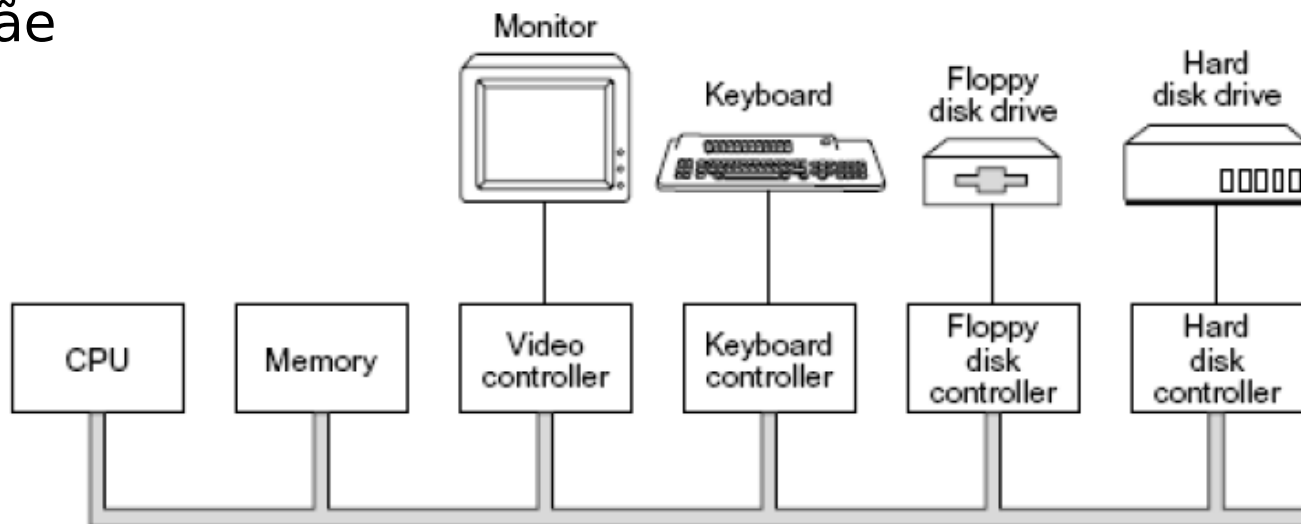 ãe
Monitor
Keyboard
Floppy
disk drive
Hard
disk drive
CPU
Memory
Video
controller
Keyboard
controller
Floppy
disk
controller
Hard
disk
controller